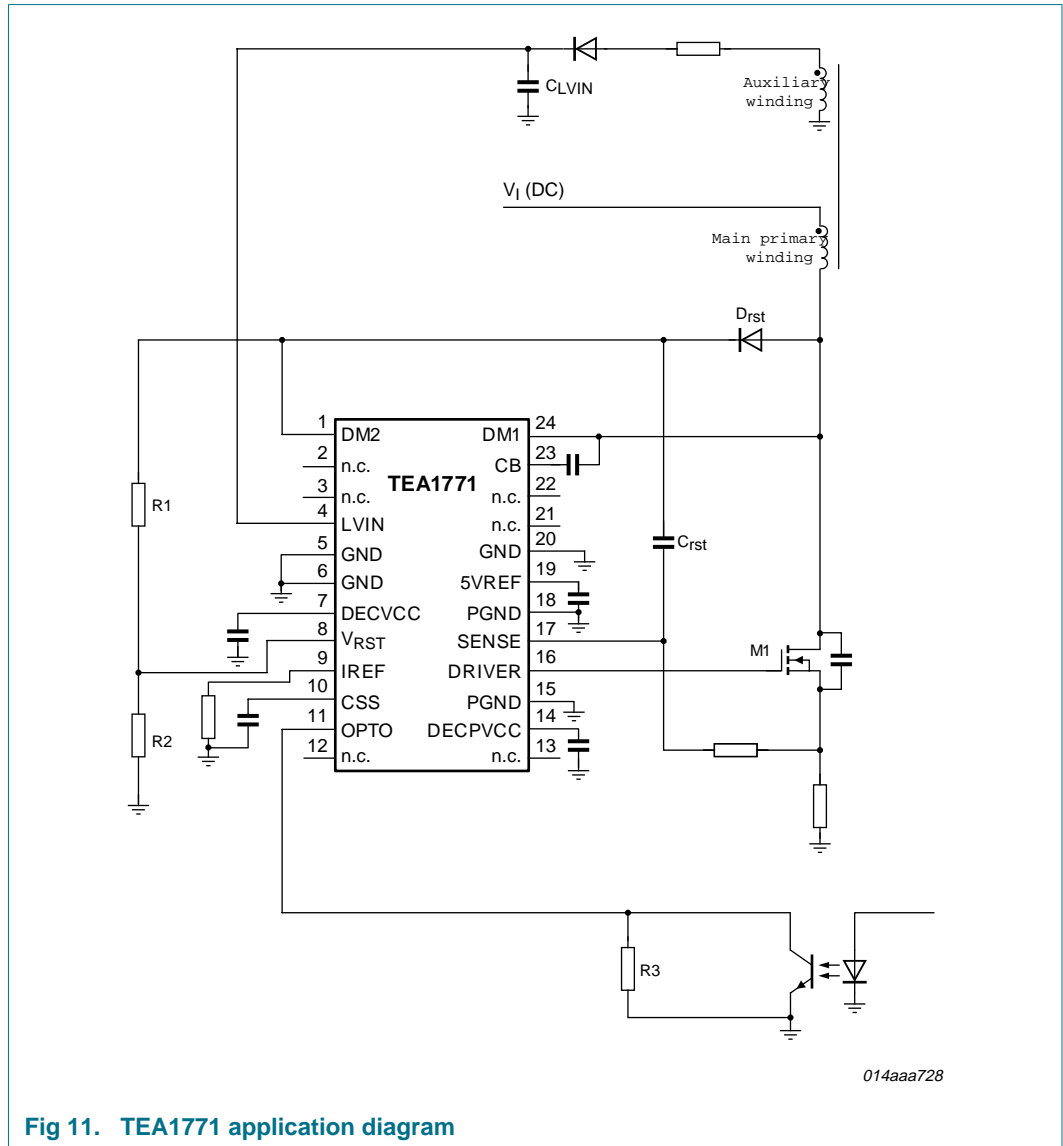 CLVIN
Auxiliary
winding
VI (DC)
Main primary
winding
Drst
1 DM2
2 n.c.
3 n.c.
4 LVIN
5 GND
6 GND
7 DECVCC
8 VRST
9 IREF
10 CSS
11 OPTO
12 n.c.
TEA1771
24 DM1
23 CB
22 n.c.
21 n.c.
20 GND
19 5VREF
18 PGND
17 SENSE
16 DRIVER
15 PGND
14 DECPVCC
13 n.c.
R1
R2
Crst
M1
R3
014aaa728
Fig 11. TEA1771 application diagram